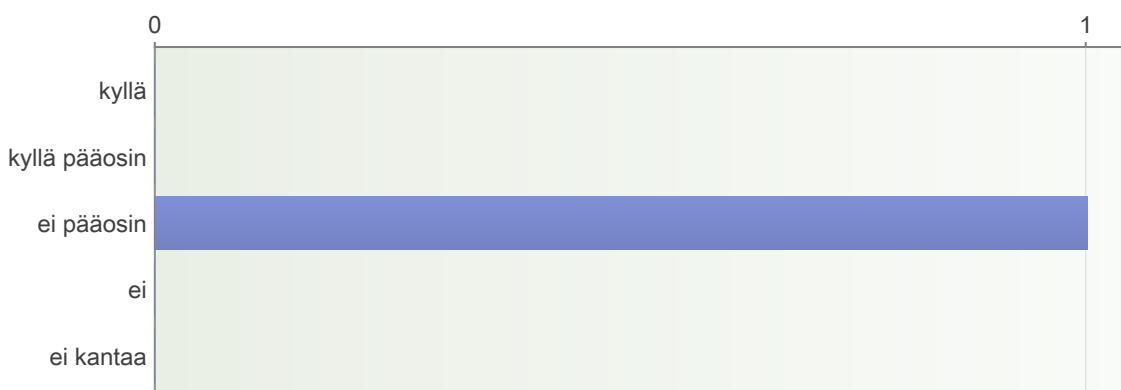 0 1
kyllä
kyllä pääosin
ei pääosin
ei
ei kantaa